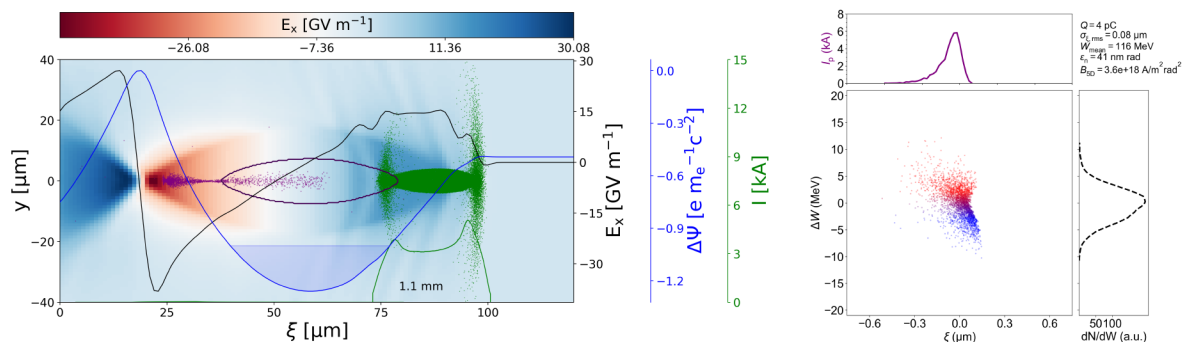 E_x [GV m⁻¹]
−26.08 −7.36 11.36 30.08
40
20
0
−20
−40
y [μm]
0 25 50 75 100
ξ [μm]
1.1 mm
30
15
0
−15
−30
E_x [GV m⁻¹]
0.0
−0.3
−0.6
−0.9
−1.2
ΔΨ [e m_e⁻¹c⁻²]
15
12
9
6
3
0
I [kA]
8
6
4
2
0
I_p (kA)
Q = 4 pC
σ_ξ, rms = 0.08 μm
W_mean = 116 MeV
ε_n = 41 nm rad
B_5D = 3.6e+18 A/m² rad²
20
15
10
5
0
−5
−10
−15
−20
ΔW (MeV)
−0.6 −0.3 0.0 0.3 0.6
ξ (μm)
50 100
dN/dW (a.u.)